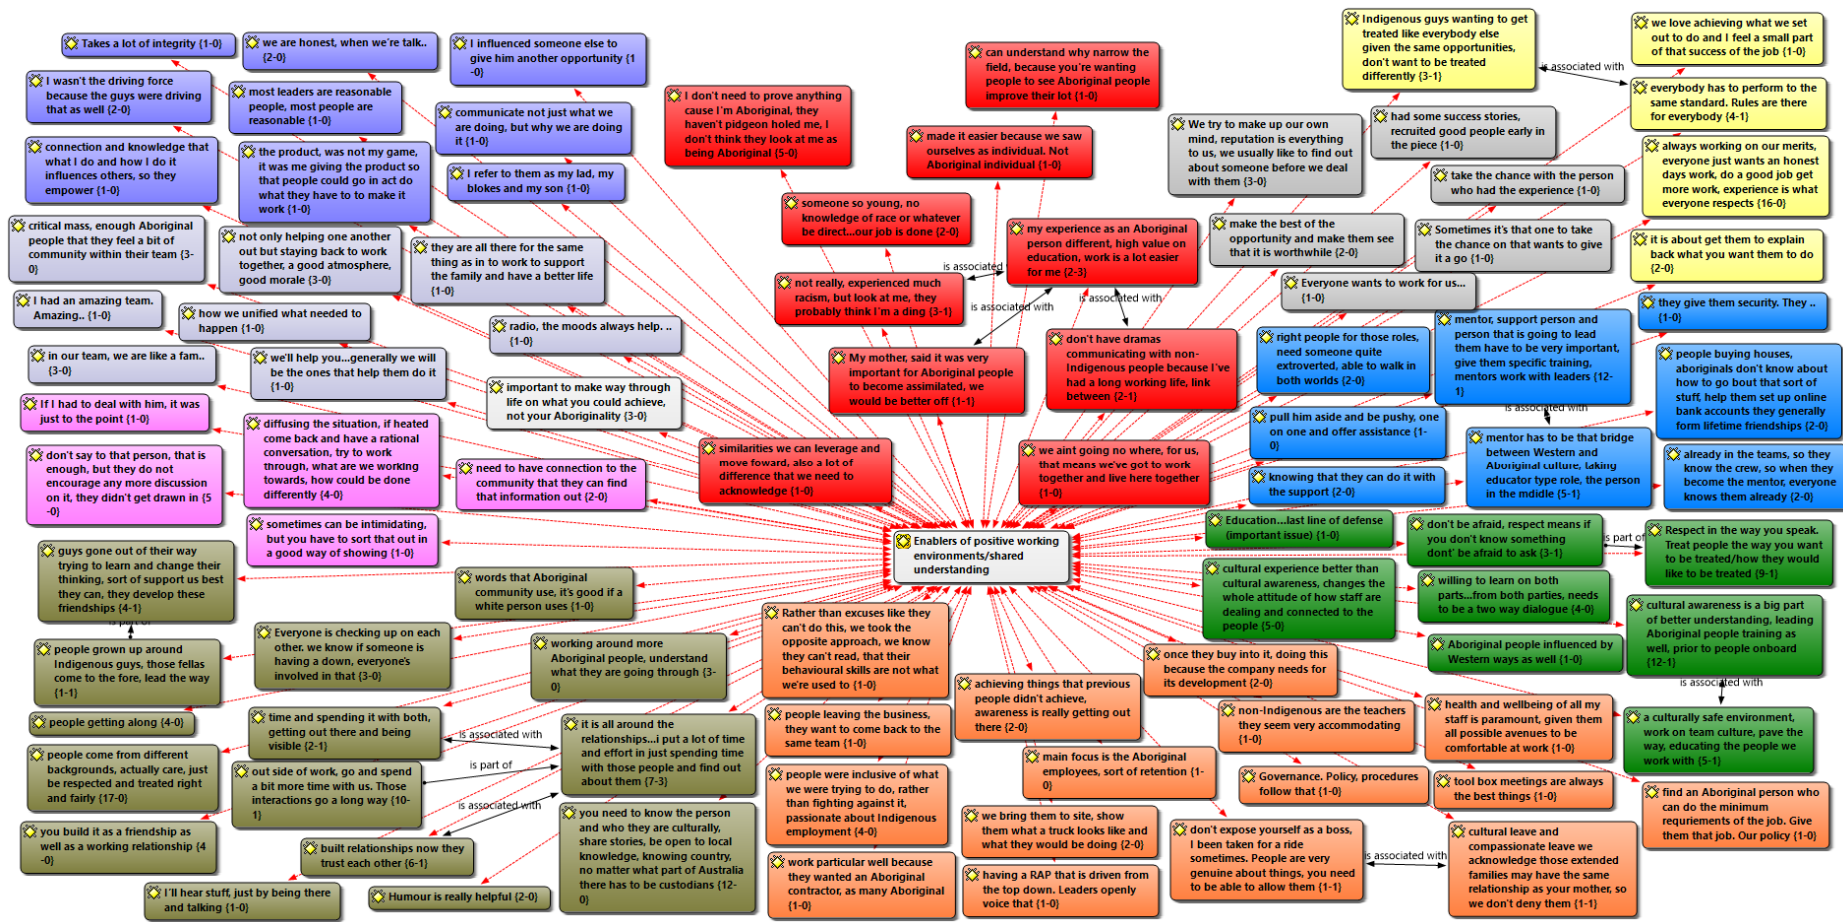 Takes a lot of integrity {1-0}
we are honest, when we're talk..
{2-0}
I influenced someone else to
give him another opportunity {1
-0}
I wasn't the driving force
because the guys were driving
that as well {2-0}
most leaders are reasonable
people, most people are
reasonable {1-0}
communicate not just what we
are doing, but why we are doing
it {1-0}
connection and knowledge that
what I do and how I do it
influences others, so they
empower {1-0}
the product, was not my game,
it was me giving the product so
that people could go in act do
what they have to to make it
work {1-0}
I refer to them as my lad, my
blokes and my son {1-0}
critical mass, enough Aboriginal
people that they feel a bit of
community within their team {3-
0}
not only helping one another
out but staying back to work
together, a good atmosphere,
good morale {3-0}
they are all there for the same
thing as in to work to support
the family and have a better life
{1-0}
I had an amazing team.
Amazing.. {1-0}
how we unified what needed to
happen {1-0}
radio, the moods always help. ..
{1-0}
in our team, we are like a fam..
{3-0}
we'll help you...generally we will
be the ones that help them do it
{1-0}
important to make way through
life on what you could achieve,
not your Aboriginality {3-0}
If I had to deal with him, it was
just to the point {1-0}
diffusing the situation, if heated
come back and have a rational
conversation, try to work
through, what are we working
towards, how could be done
differently {4-0}
don't say to that person, that is
enough, but they do not
encourage any more discussion
on it, they didn't get drawn in {5
-0}
need to have connection to the
community that they can find
that information out {2-0}
sometimes can be intimidating,
but you have to sort that out in
a good way of showing {1-0}
I don't need to prove anything
cause I'm Aboriginal, they
haven't pidgeon holed me, I
don't think they look at me as
being Aboriginal {5-0}
can understand why narrow the
field, because you're wanting
people to see Aboriginal people
improve their lot {1-0}
made it easier because we saw
ourselves as individual. Not
Aboriginal individual {1-0}
someone so young, no
knowledge of race or whatever
be direct...our job is done {2-0}
my experience as an Aboriginal
person different, high value on
education, work is a lot easier
for me {2-3}
is associated
not really, experienced much
racism, but look at me, they
probably think I'm a ding {3-1}
is associated with
is associated with
My mother, said it was very
important for Aboriginal people
to become assimilated, we
would be better off {1-1}
don't have dramas
communicating with non-
Indigenous people because I've
had a long working life, link
between {2-1}
similarities we can leverage and
move foward, also a lot of
difference that we need to
acknowledge {1-0}
we aint going no where, for us,
that means we've got to work
together and live here together
{1-0}
We try to make up our own
mind, reputation is everything
to us, we usually like to find out
about someone before we deal
with them {3-0}
had some success stories,
recruited good people early in
the piece {1-0}
take the chance with the person
who had the experience {1-0}
make the best of the
opportunity and make them see
that it is worthwhile {2-0}
Sometimes it's that one to take
the chance on that wants to give
it a go {1-0}
Everyone wants to work for us...
{1-0}
Indigenous guys wanting to get
treated like everybody else
given the same opportunities,
don't want to be treated
differently {3-1}
is associated with
we love achieving what we set
out to do and I feel a small part
of that success of the job {1-0}
everybody has to perform to the
same standard. Rules are there
for everybody {4-1}
always working on our merits,
everyone just wants an honest
days work, do a good job get
more work, experience is what
everyone respects {16-0}
it is about get them to explain
back what you want them to do
{2-0}
they give them security. They ..
{1-0}
right people for those roles,
need someone quite
extroverted, able to walk in
both worlds {2-0}
mentor, support person and
person that is going to lead
them have to be very important,
give them specific training,
mentors work with leaders {12-
1}
is associated with
people buying houses,
aboriginals don't know about
how to go bout that sort of
stuff, help them set up online
bank accounts they generally
form lifetime friendships {2-0}
pull him aside and be pushy, one
on one and offer assistance {1-
0}
mentor has to be that bridge
between Western and
Aboriginal culture, taking
educator type role, the person
in the mdidle {5-1}
already in the teams, so they
know the crew, so when they
become the mentor, everyone
knows them already {2-0}
knowing that they can do it with
the support {2-0}
Enablers of positive working
environments/shared
understanding
Education...last line of defense
(important issue) {1-0}
don't be afraid, respect means if
you don't know something
dont' be afraid to ask {3-1}
is part of
Respect in the way you speak.
Treat people the way you want
to be treated/how they would
like to be treated {9-1}
cultural experience better than
cultural awareness, changes the
whole attitude of how staff are
dealing and connected to the
people {5-0}
willing to learn on both
parts...from both parties, needs
to be a two way dialogue {4-0}
cultural awareness is a big part
of better understanding, leading
Aboriginal people training as
well, prior to people onboard
{12-1}
Aboriginal people influenced by
Western ways as well {1-0}
is associated with
a culturally safe environment,
work on team culture, pave the
way, educating the people we
work with {5-1}
guys gone out of their way
trying to learn and change their
thinking, sort of support us best
they can, they develop these
friendships {4-1}
is part of
words that Aboriginal
community use, it's good if a
white person uses {1-0}
people grown up around
Indigenous guys, those fellas
come to the fore, lead the way
{1-1}
Everyone is checking up on each
other. we know if someone is
having a down, everyone's
involved in that {3-0}
working around more
Aboriginal people, understand
what they are going through {3-
0}
people getting along {4-0}
time and spending it with both,
getting out there and being
visible {2-1}
is associated with
it is all around the
relationships...i put a lot of time
and effort in just spending time
with those people and find out
about them {7-3}
people come from different
backgrounds, actually care, just
be respected and treated right
and fairly {17-0}
out side of work, go and spend
a bit more time with us. Those
interactions go a long way {10-
1}
is part of
is associated with
you build it as a friendship as
well as a working relationship {4
-0}
built relationships now they
trust each other {6-1}
you need to know the person
and who they are culturally,
share stories, be open to local
knowledge, knowing country,
no matter what part of Australia
there has to be custodians {12-
0}
I'll hear stuff, just by being there
and talking {1-0}
Humour is really helpful {2-0}
Rather than excuses like they
can't do this, we took the
opposite approach, we know
they can't read, that their
behavioural skills are not what
we're used to {1-0}
people leaving the business,
they want to come back to the
same team {1-0}
people were inclusive of what
we were trying to do, rather
than fighting against it,
passionate about Indigenous
employment {4-0}
work particular well because
they wanted an Aboriginal
contractor, as many Aboriginal
{1-0}
achieving things that previous
people didn't achieve,
awareness is really getting out
there {2-0}
main focus is the Aboriginal
employees, sort of retention {1-
0}
we bring them to site, show
them what a truck looks like and
what they would be doing {2-0}
having a RAP that is driven from
the top down. Leaders openly
voice that {1-0}
once they buy into it, doing this
because the company needs for
its development {2-0}
non-Indigenous are the teachers
they seem very accommodating
{1-0}
health and wellbeing of all my
staff is paramount, given them
all possible avenues to be
comfortable at work {1-0}
Governance. Policy, procedures
follow that {1-0}
tool box meetings are always
the best things {1-0}
find an Aboriginal person who
can do the minimum
requriements of the job. Give
them that job. Our policy {1-0}
don't expose yourself as a boss,
I been taken for a ride
sometimes. People are very
genuine about things, you need
to be able to allow them {1-1}
is associated with
cultural leave and
compassionate leave we
acknowledge those extended
families may have the same
relationship as your mother, so
we don't deny them {1-1}